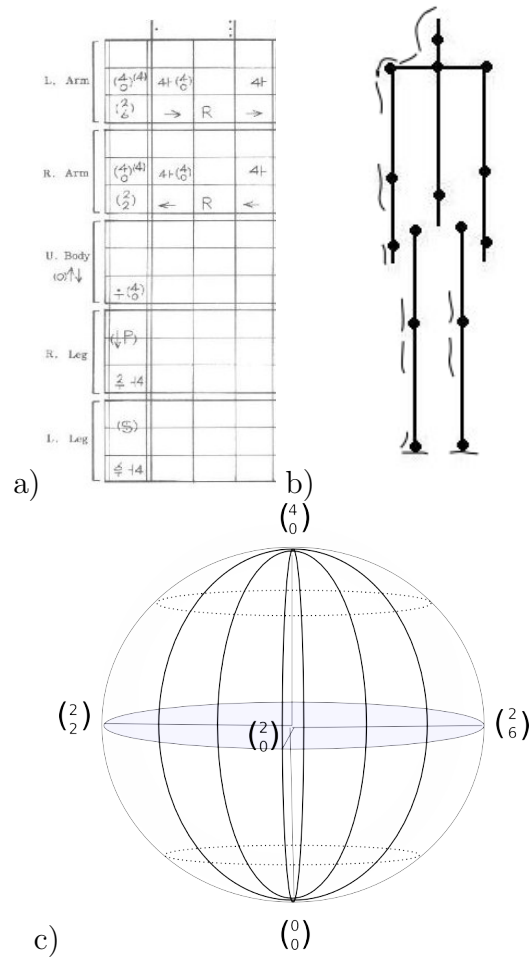 L. Arm
(4 0)(4) 4+ (4 0) 4+
(2 6) → R →
R. Arm
(4 0)(4) 4+ (4 0) 4+
(2 2) ← R ←
U. Body
(0)↑↓
(4 0)
R. Leg
(↓P)
2 +4
L. Leg
(S)
+4
a)
b)
(4 0)
(2 2)
(2 0)
(2 6)
(0 0)
c)